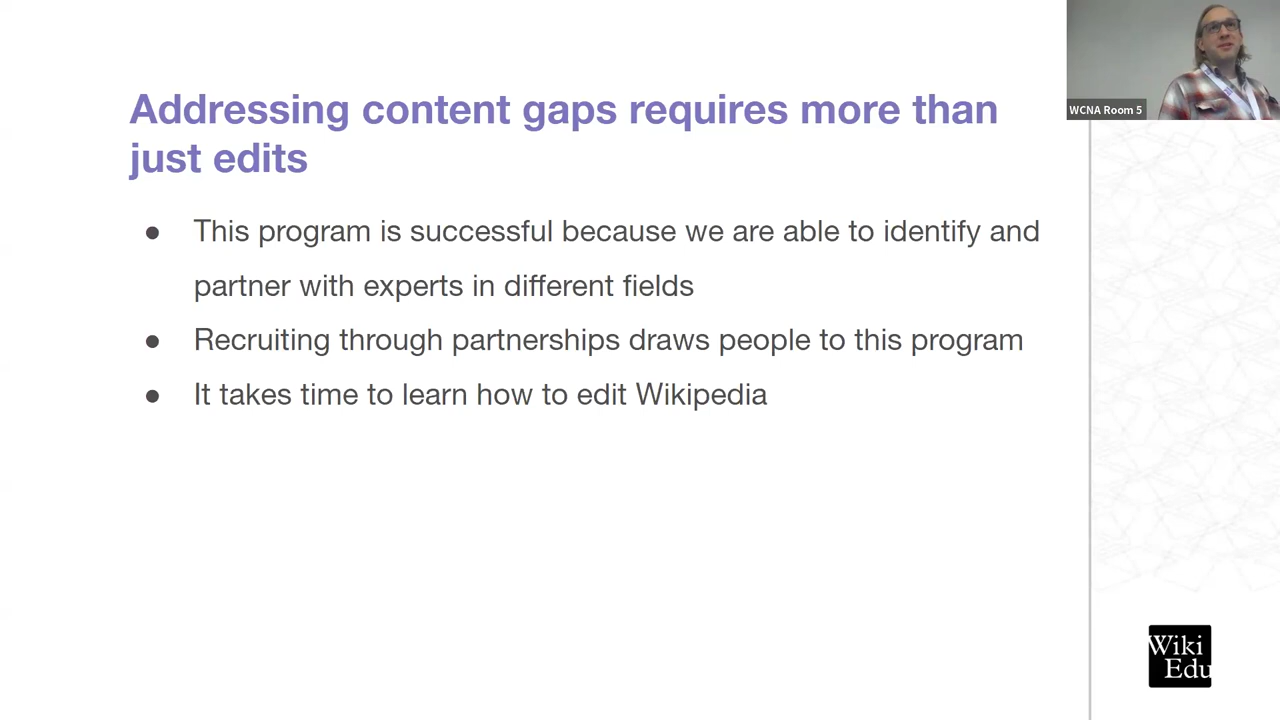 WCNA Room 5
Addressing content gaps requires more than
just edits
● This program is successful because we are able to identify and
partner with experts in different fields
● Recruiting through partnerships draws people to this program
● It takes time to learn how to edit Wikipedia
Wiki
Edu